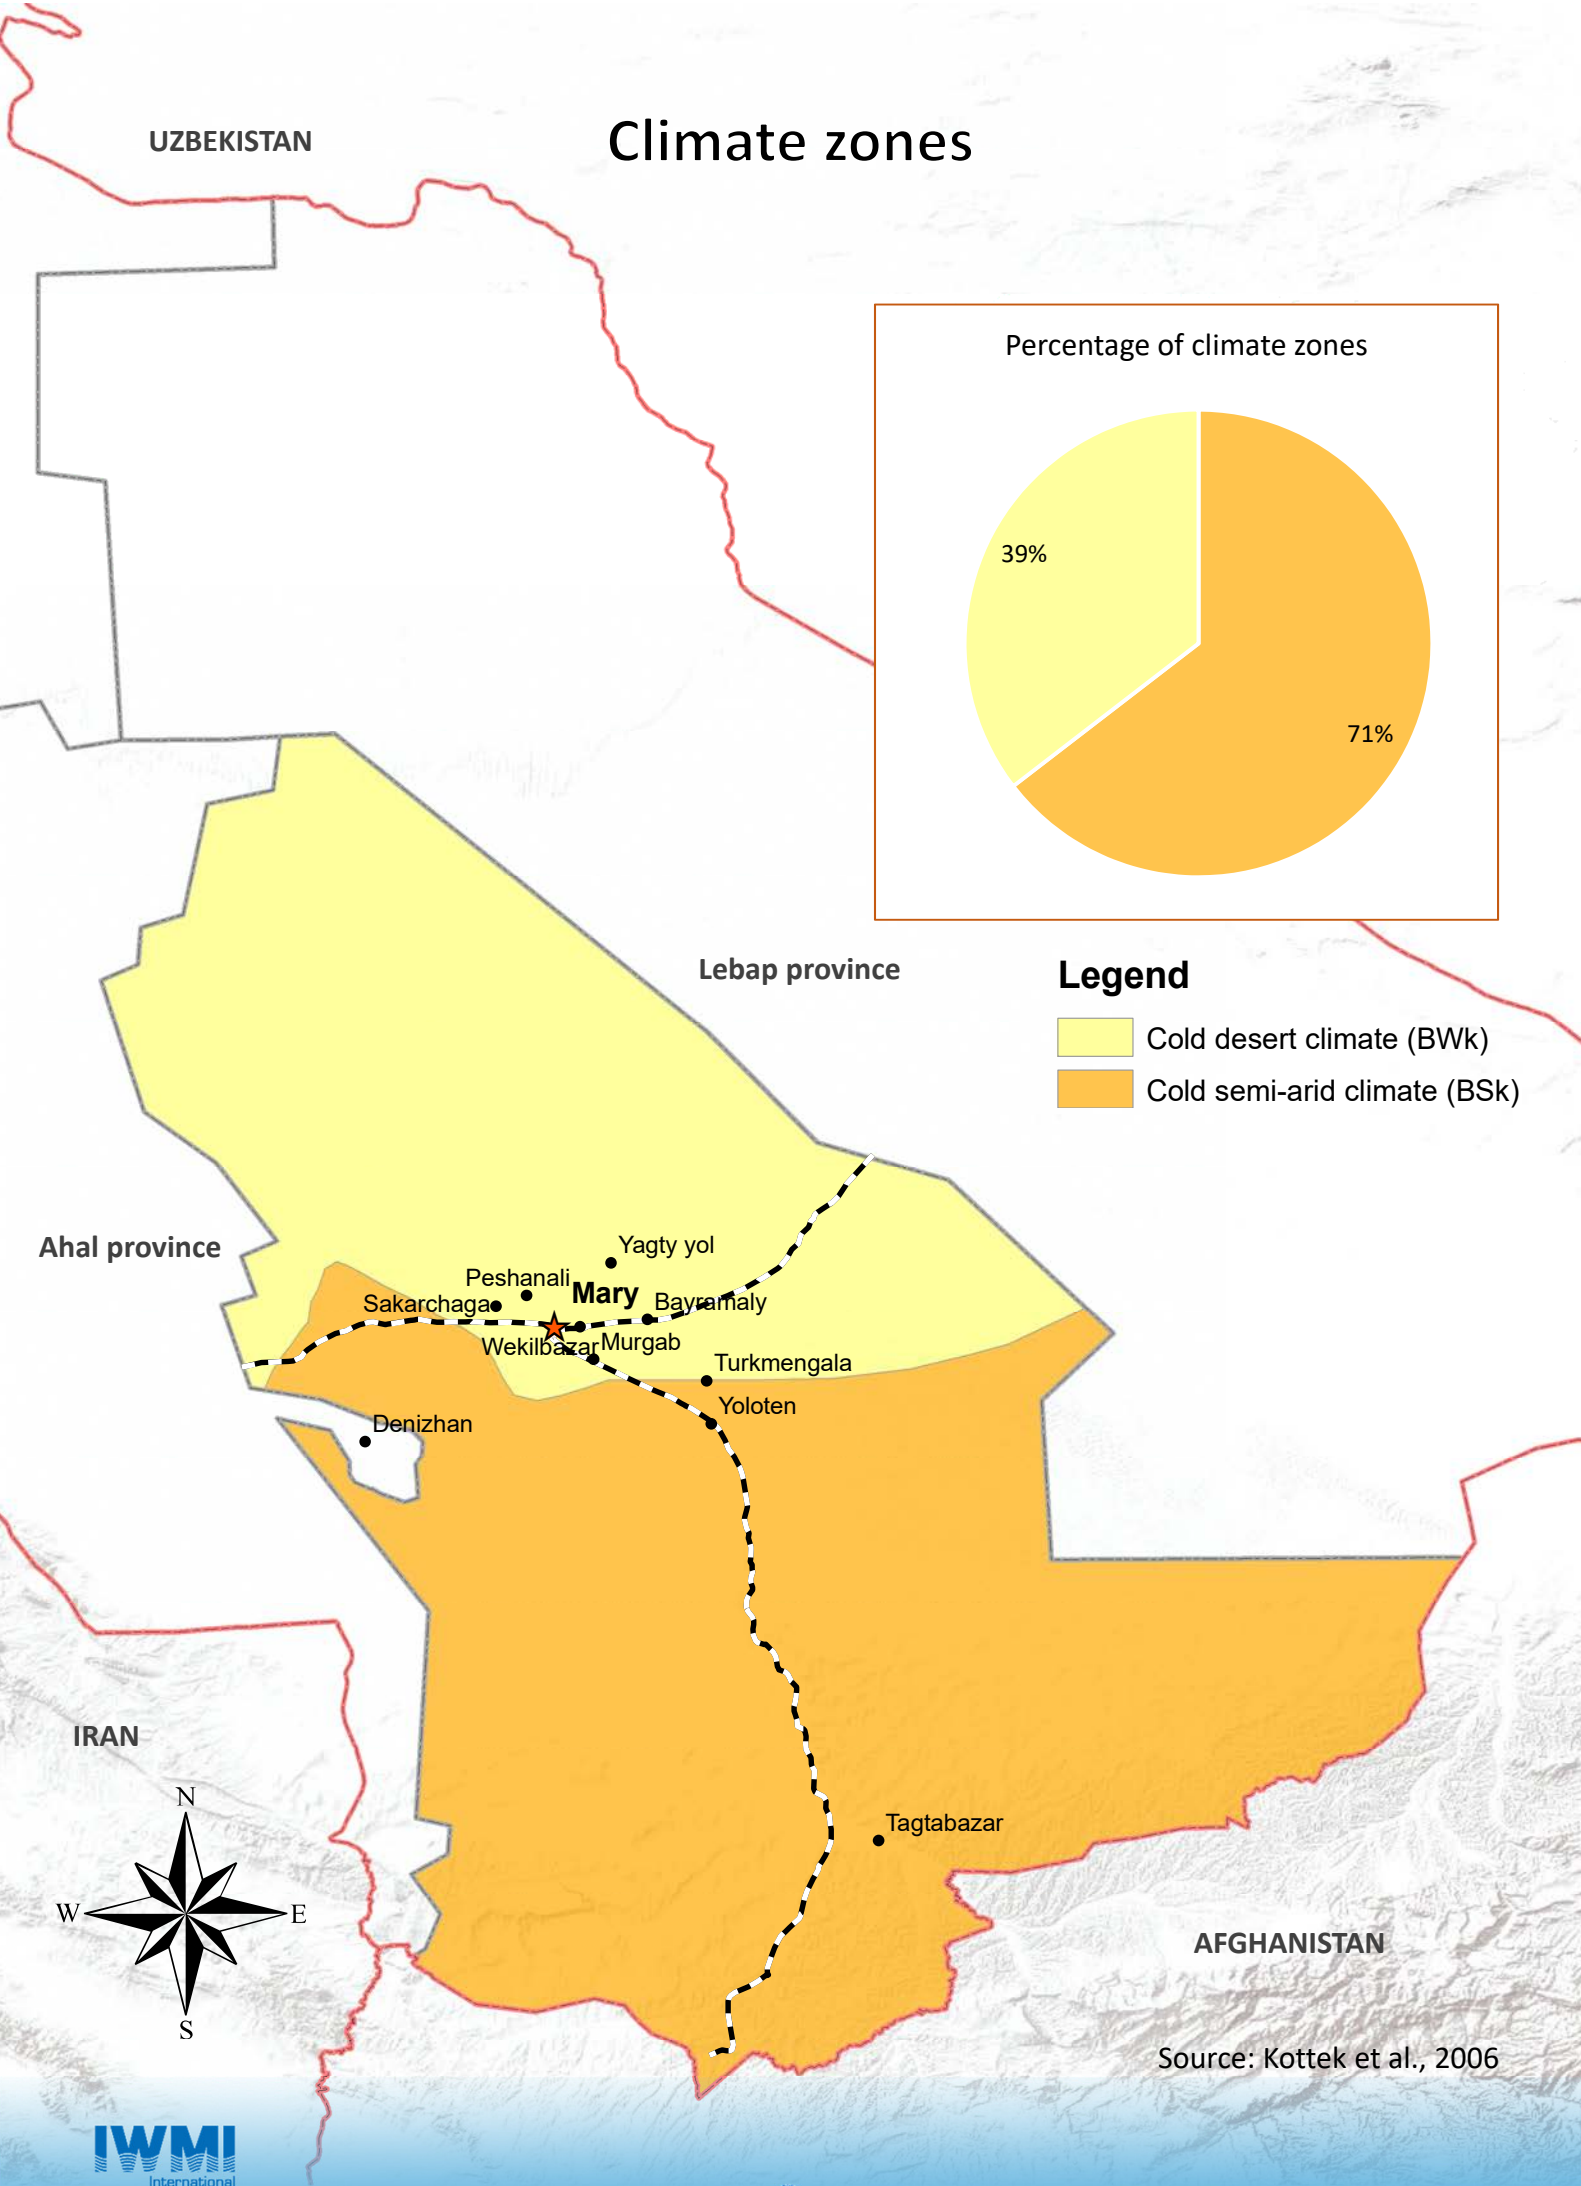 UZBEKISTAN
Climate zones
Percentage of climate zones
39%
71%
Lebap province
Legend
Cold desert climate (BWk)
Cold semi-arid climate (BSk)
Ahal province
Yagty yol
Peshanali
Mary
Sakarchaga
Bayramaly
Wekilbazar
Murgab
Turkmengala
Yoloten
Denizhan
IRAN
N
W
E
S
Tagtabazar
AFGHANISTAN
Source: Kottek et al., 2006
IWMI
International